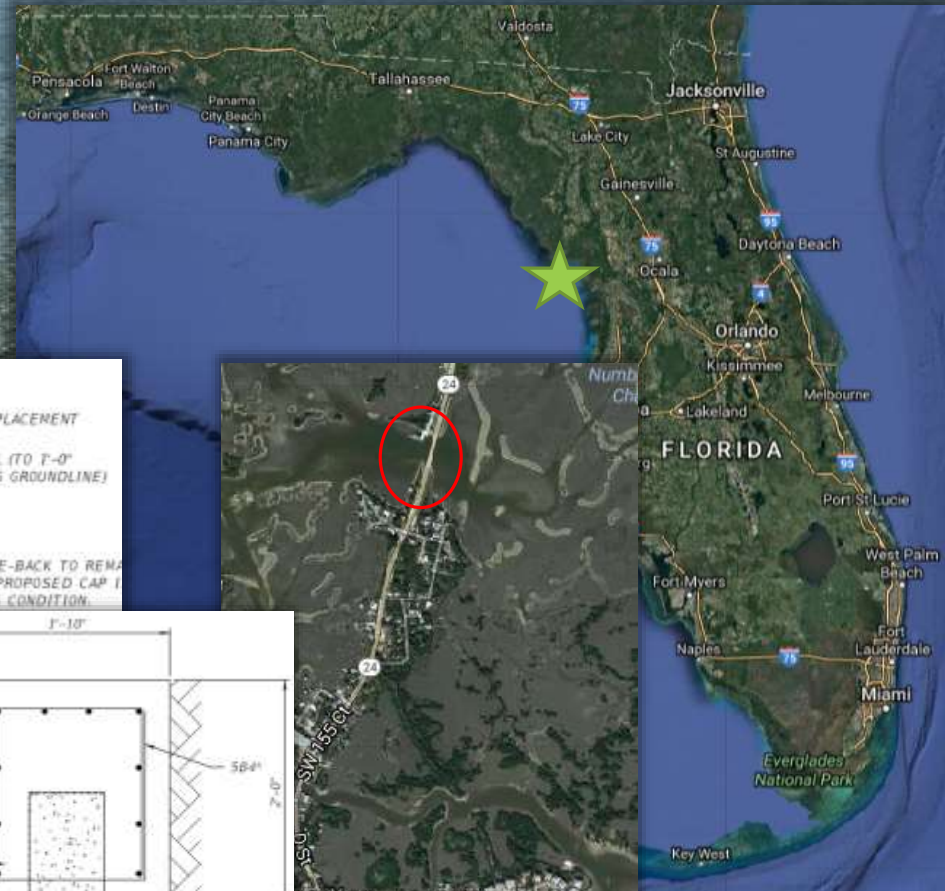 Valdosta
Pensacola
Fort Walton
Beach
Orange Beach
Destin
Panama
City Beach
Panama City
Tallahassee
75
Lake City
Jacksonville
St Augustine
Gainesville
95
75
Ocala
Daytona Beach
4
Orlando
Kissimmee
Melbourne
Lakeland
FLORIDA
95
Port St Lucie
West Palm
Beach
Fort Myers
Naples
75
Fort
Lauderdale
Miami
Everglades
National Park
Key West
24
24
SW 155 Ct
PLACEMENT
(TO 1'-0"
GROUNDLINE)
E-BACK TO REMA
PROPOSED CAP
CONDITION.
1'-10"
5B4
2'-0"